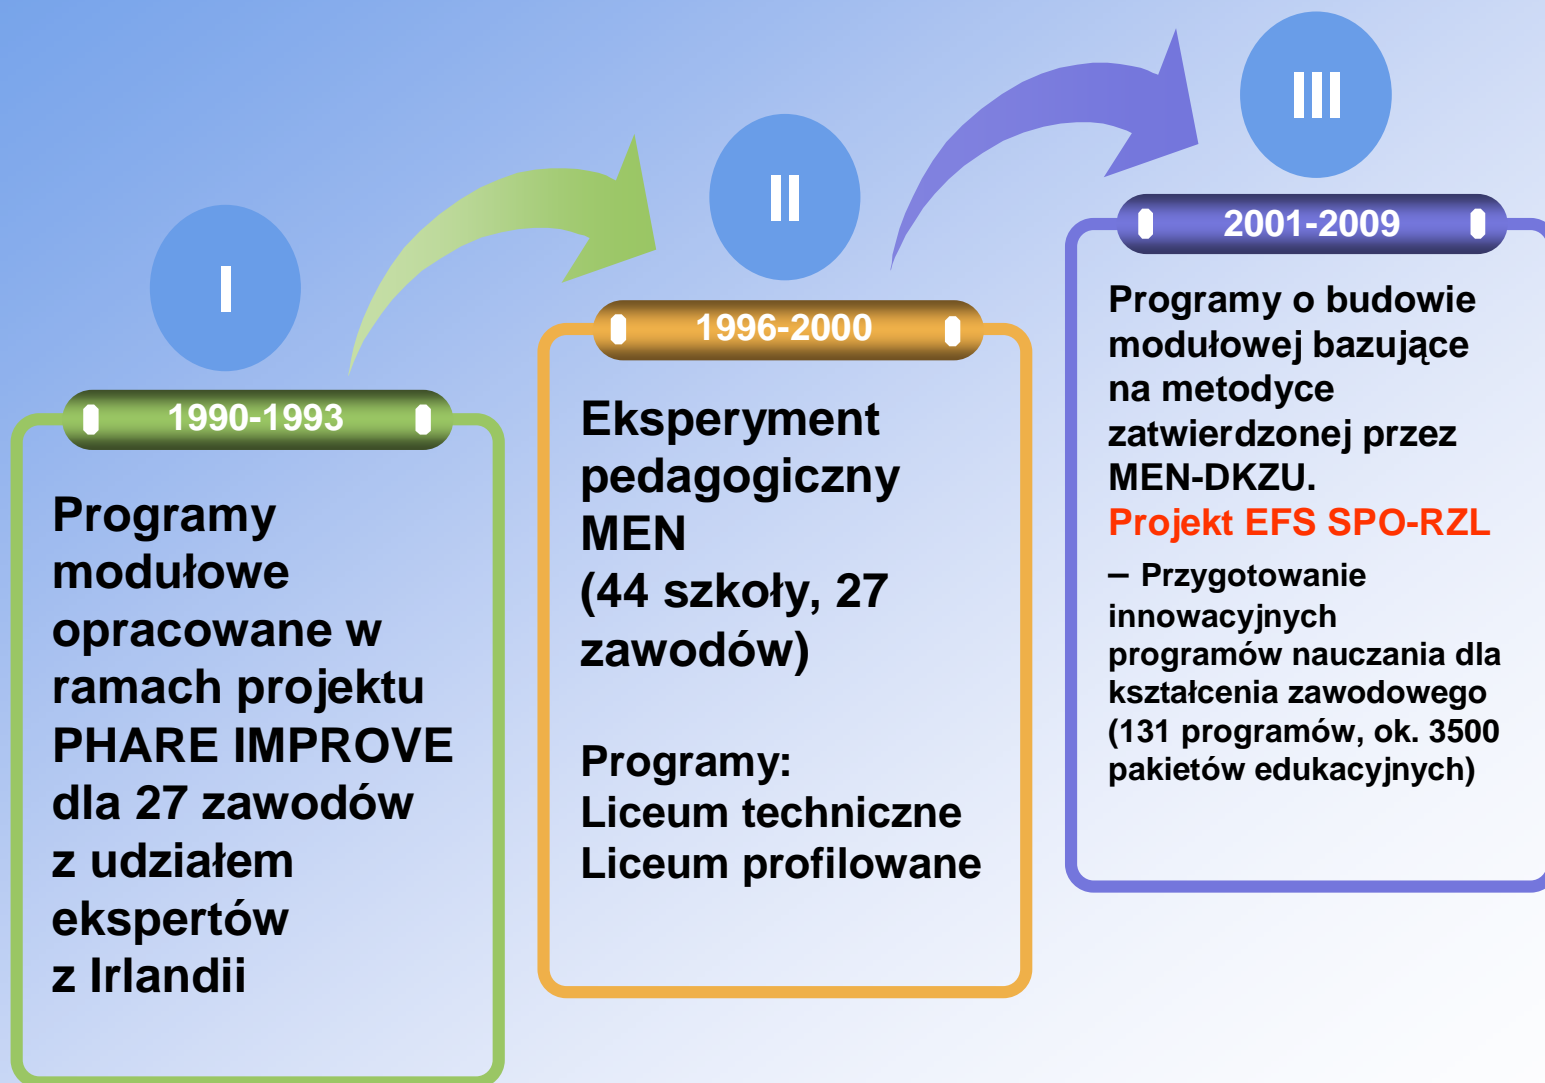 I
1990-1993
Programy
modułowe
opracowane w
ramach projektu
PHARE IMPROVE
dla 27 zawodów
z udziałem
ekspertów
z Irlandii
II
1996-2000
Eksperyment
pedagogiczny
MEN
(44 szkoły, 27
zawodów)
Programy:
Liceum techniczne
Liceum profilowane
III
2001-2009
Programy o budowie
modułowej bazujące
na metodyce
zatwierdzonej przez
MEN-DKZU.
Projekt EFS SPO-RZL
– Przygotowanie
innowacyjnych
programów nauczania dla
kształcenia zawodowego
(131 programów, ok. 3500
pakietów edukacyjnych)